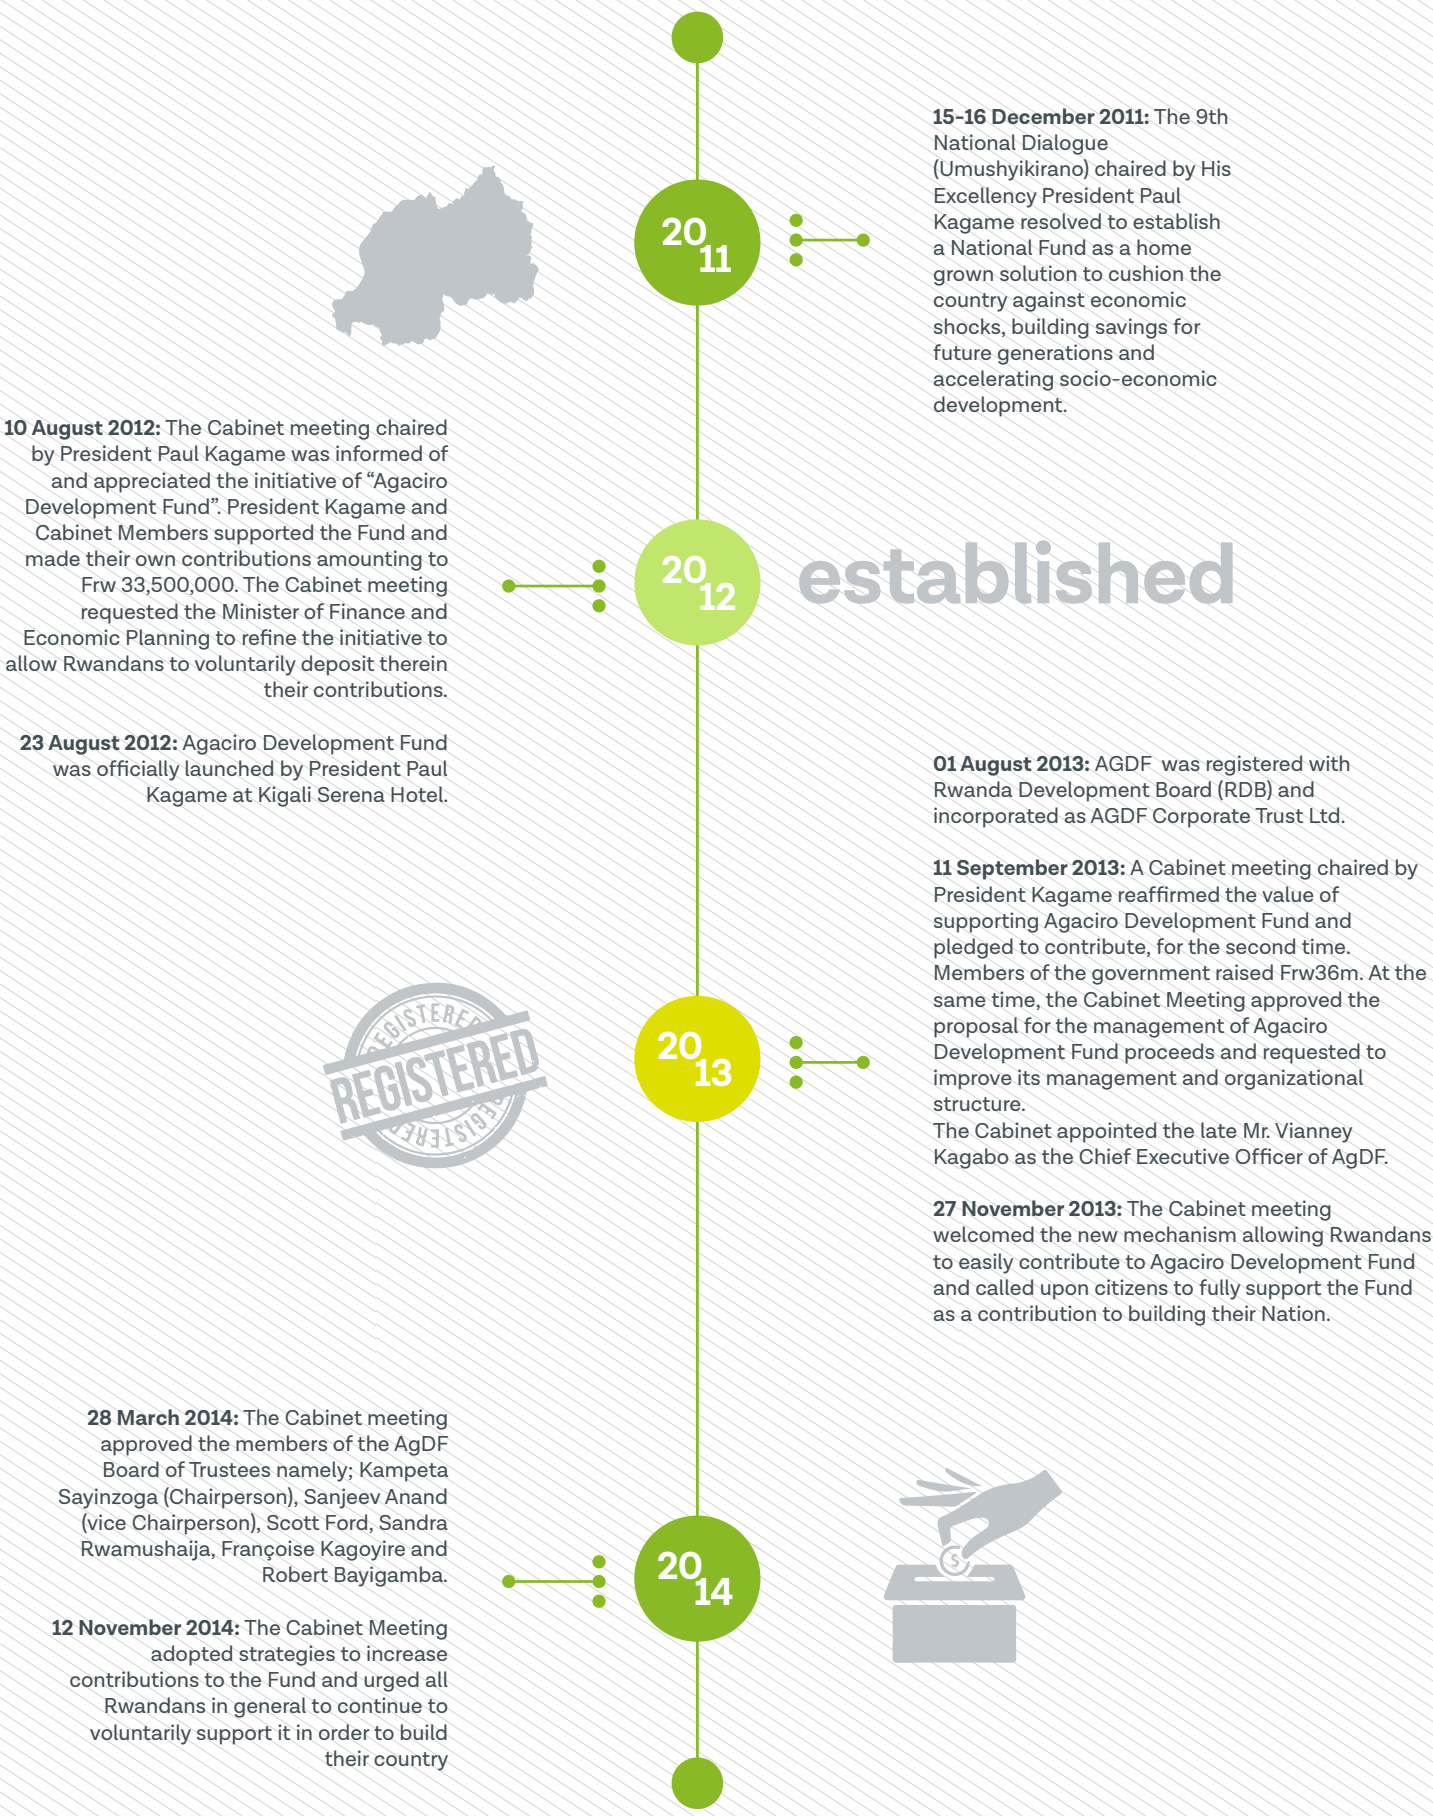 15-16 December 2011: The 9th
National Dialogue
(Umushyikirano) chaired by His
Excellency President Paul
Kagame resolved to establish
a National Fund as a home
grown solution to cushion the
country against economic
shocks, building savings for
future generations and
accelerating socio-economic
development.
20
11
10 August 2012: The Cabinet meeting chaired
by President Paul Kagame was informed of
and appreciated the initiative of “Agaciro
Development Fund”. President Kagame and
Cabinet Members supported the Fund and
made their own contributions amounting to
Frw 33,500,000. The Cabinet meeting
requested the Minister of Finance and
Economic Planning to refine the initiative to
allow Rwandans to voluntarily deposit therein
their contributions.
23 August 2012: Agaciro Development Fund
was officially launched by President Paul
Kagame at Kigali Serena Hotel.
20
12
established
01 August 2013: AGDF was registered with
Rwanda Development Board (RDB) and
incorporated as AGDF Corporate Trust Ltd.
11 September 2013: A Cabinet meeting chaired by
President Kagame reaffirmed the value of
supporting Agaciro Development Fund and
pledged to contribute, for the second time.
Members of the government raised Frw36m. At the
same time, the Cabinet Meeting approved the
proposal for the management of Agaciro
Development Fund proceeds and requested to
improve its management and organizational
structure.
The Cabinet appointed the late Mr. Vianney
Kagabo as the Chief Executive Officer of AgDF.
27 November 2013: The Cabinet meeting
welcomed the new mechanism allowing Rwandans
to easily contribute to Agaciro Development Fund
and called upon citizens to fully support the Fund
as a contribution to building their Nation.
REGISTERED
REGISTERED
REGISTERED
20
13
28 March 2014: The Cabinet meeting
approved the members of the AgDF
Board of Trustees namely; Kampeta
Sayinzoga (Chairperson), Sanjeev Anand
(vice Chairperson), Scott Ford, Sandra
Rwamushaija, Françoise Kagoyire and
Robert Bayigamba.
12 November 2014: The Cabinet Meeting
adopted strategies to increase
contributions to the Fund and urged all
Rwandans in general to continue to
voluntarily support it in order to build
their country
20
14
$